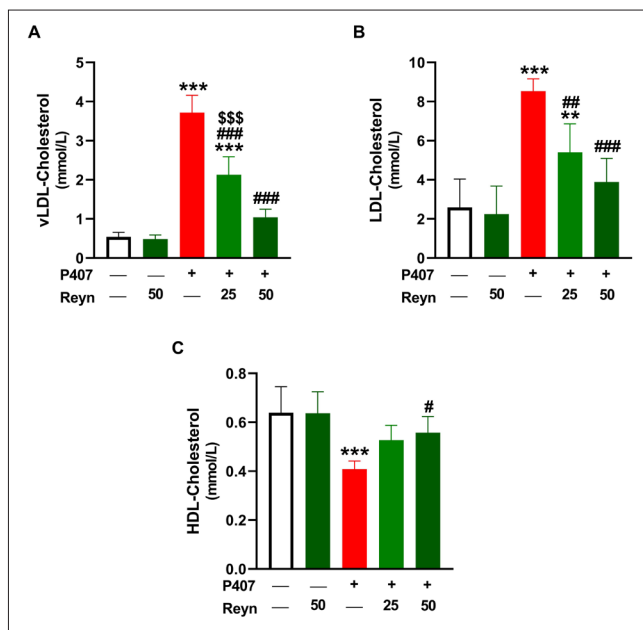 A
vLDL-Cholesterol
(mmol/L)
5
4
3
2
1
0
***
$$$
###
***
###
P407 — — + + +
Reyn — 50 — 25 50
B
LDL-Cholesterol
(mmol/L)
10
8
6
4
2
0
***
##
**
###
P407 — — + + +
Reyn — 50 — 25 50
C
HDL-Cholesterol
(mmol/L)
0.8
0.6
0.4
0.2
0.0
***
#
P407 — — + + +
Reyn — 50 — 25 50